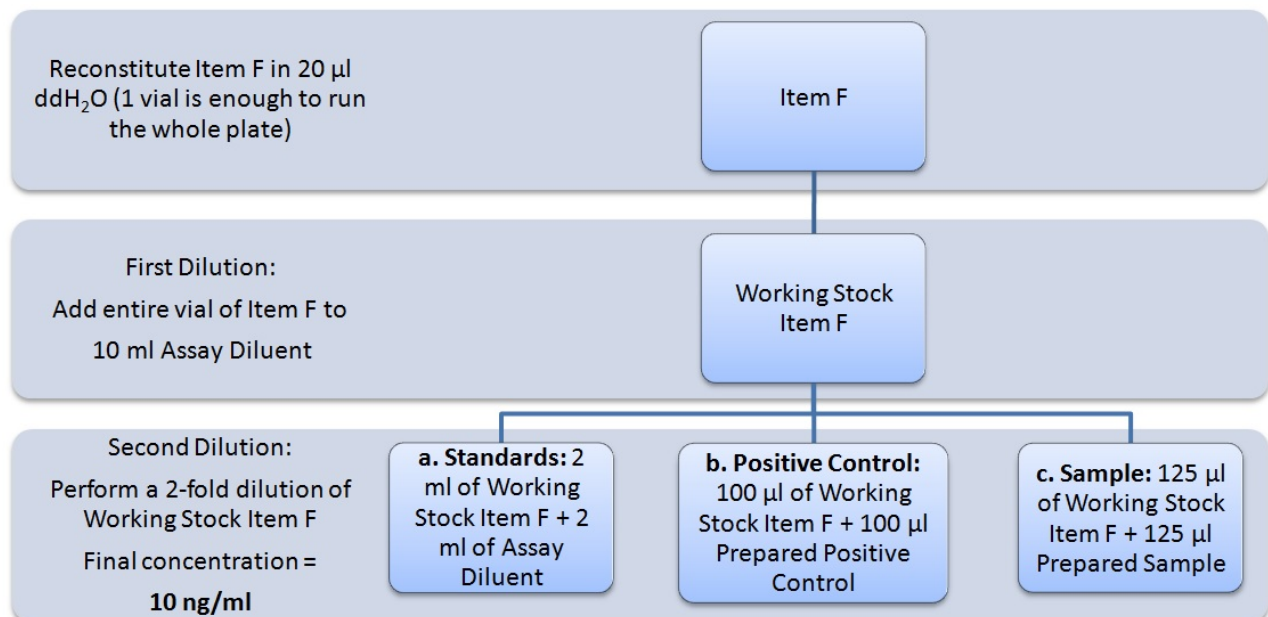 Reconstitute Item F in 20 µl
ddH₂O (1 vial is enough to run
the whole plate)
Item F
First Dilution:
Add entire vial of Item F to
10 ml Assay Diluent
Working Stock
Item F
Second Dilution:
Perform a 2-fold dilution of
Working Stock Item F
Final concentration =
10 ng/ml
a. Standards: 2
ml of Working
Stock Item F + 2
ml of Assay
Diluent
b. Positive Control:
100 µl of Working
Stock Item F + 100 µl
Prepared Positive
Control
c. Sample: 125 µl
of Working Stock
Item F + 125 µl
Prepared Sample